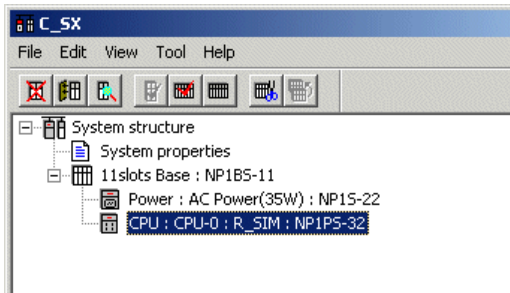 C_SX
File Edit View Tool Help
System structure
System properties
11slots Base : NP1BS-11
Power : AC Power(35W) : NP1S-22
CPU : CPU-0 : R_SIM : NP1PS-32